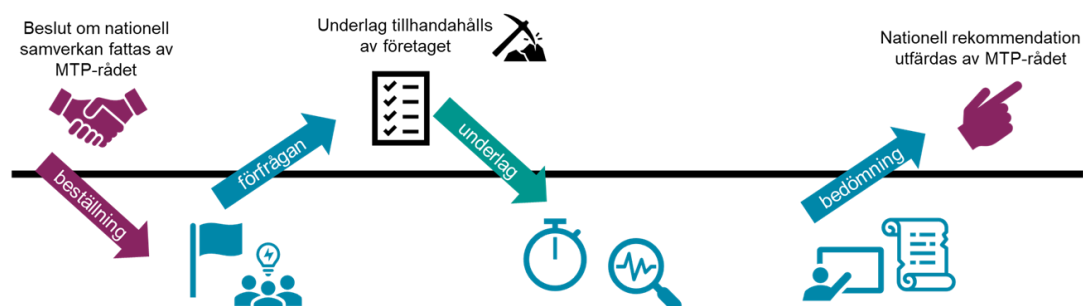 Beslut om nationell
samverkan fattas av
MTP-rådet
beställning
förfrågan
Underlag tillhandahålls
av företaget
underlag
bedömning
Nationell rekommendation
utfärdas av MTP-rådet